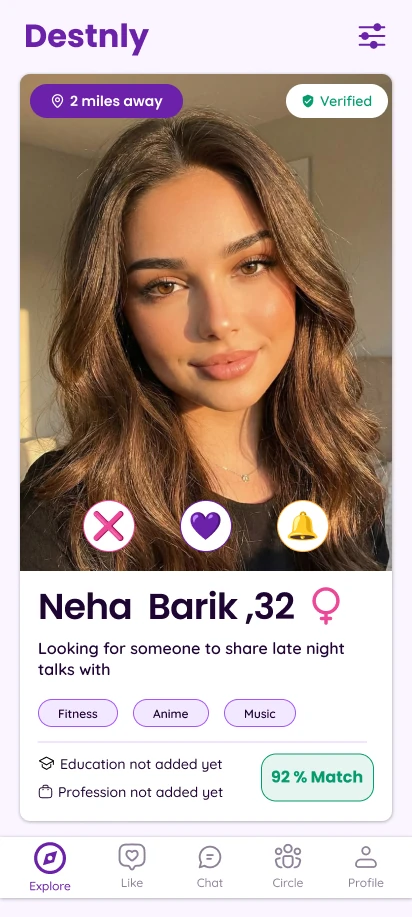 Destnly
2 miles away
Verified
Neha Barik ,32
Looking for someone to share late night
talks with
Fitness
Anime
Music
Education not added yet
Profession not added yet
92 % Match
Explore
Like
Chat
Circle
Profile